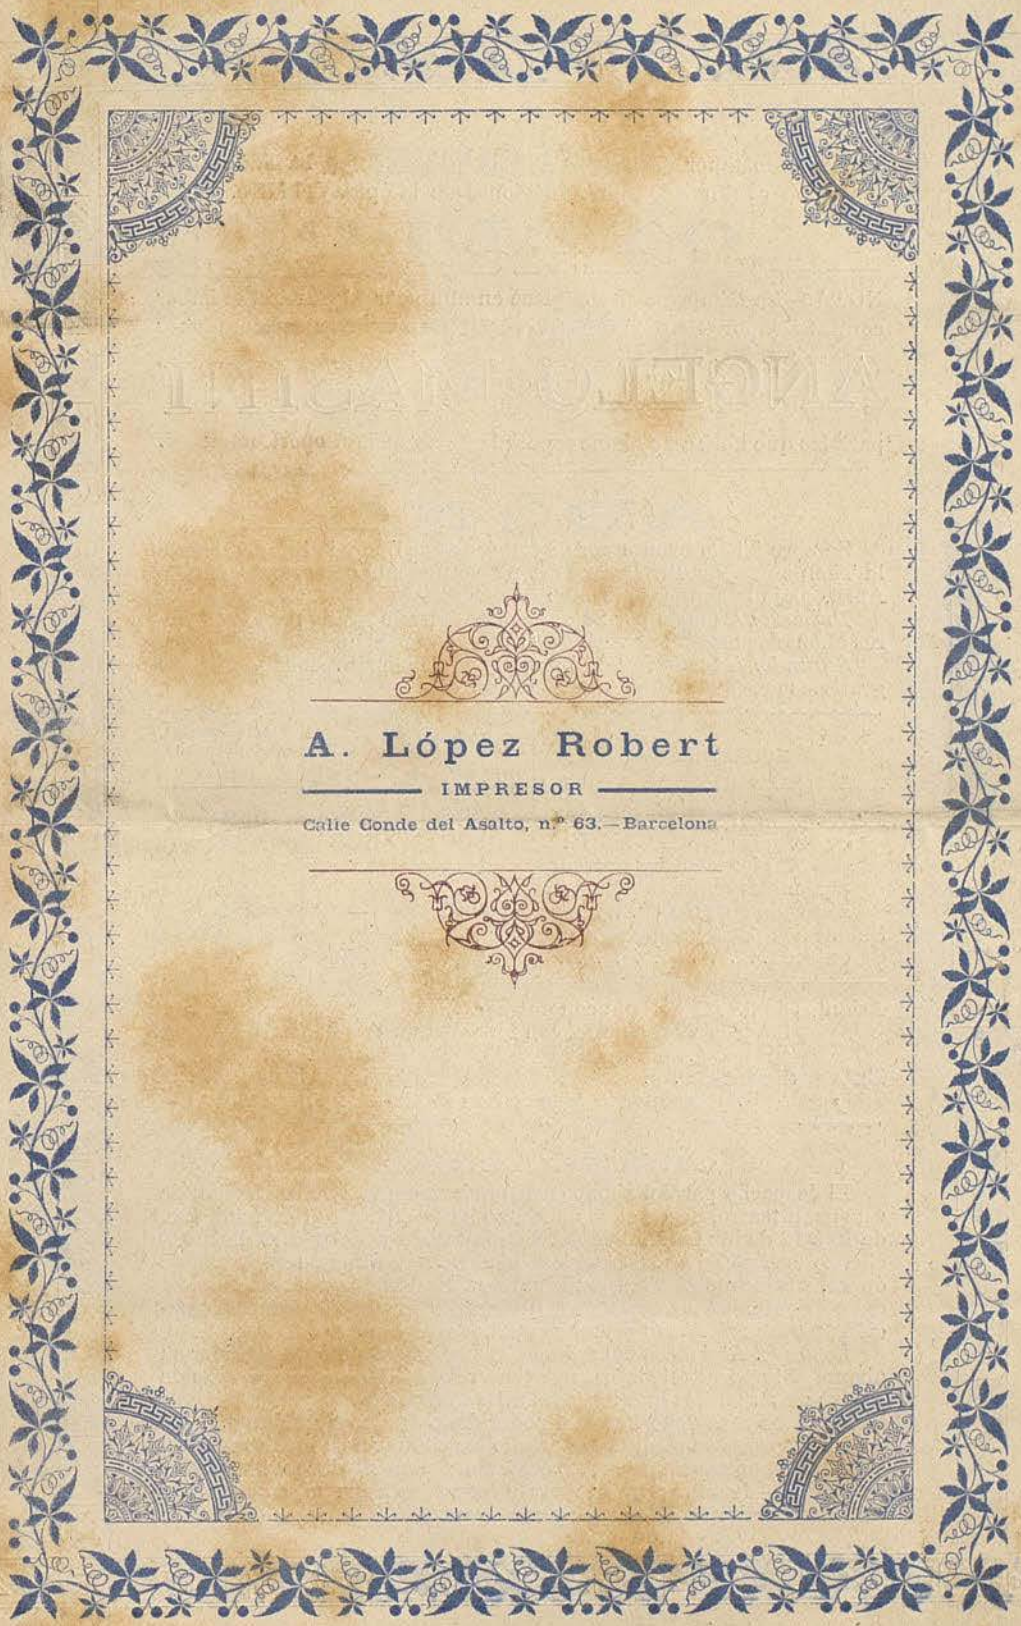 A. López Robert
IMPRESOR
Calle Conde del Asalto, n.º 63.—Barcelona